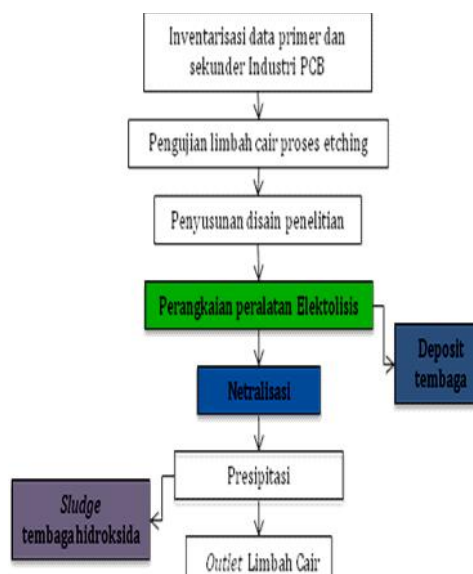 Inventarisasi data primer dan
sekunder Industri PCB
Pengujian limbah cair proses etching
Penyusunan disain penelitian
Perangkaian peralatan Elektolisis
Deposit
tembaga
Netralisasi
Presipitasi
Sludge
tembaga hidroksida
Outlet Limbah Cair